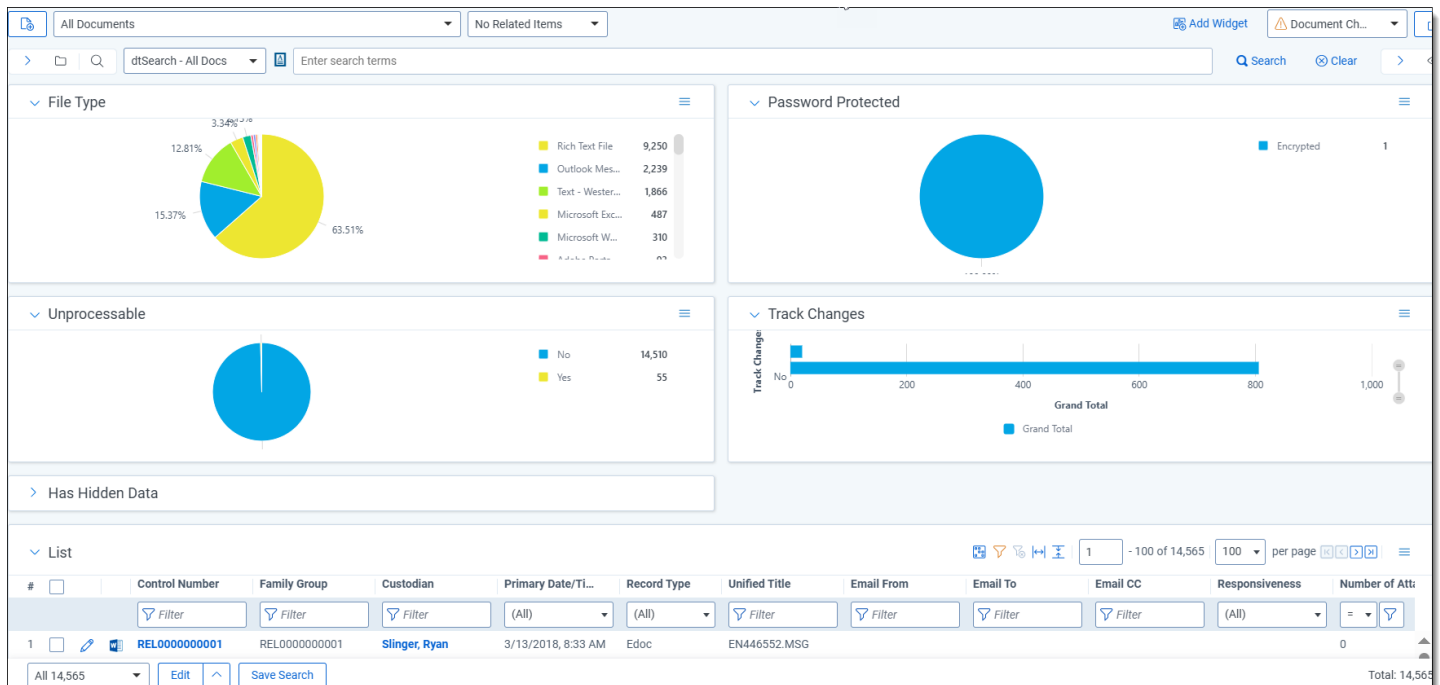 All Documents No Related Items Add Widget Document Ch...
dtSearch - All Docs Enter search terms Search Clear
File Type
3.34%
12.81%
15.37%
63.51%
Rich Text File 9,250
Outlook Mes... 2,239
Text - Wester... 1,866
Microsoft Exc... 487
Microsoft W... 310
Password Protected
Encrypted 1
Unprocessable
No 14,510
Yes 55
Track Changes
Track Changes
No
0 200 400 600 800 1,000
Grand Total
Grand Total
Has Hidden Data
List 1 - 100 of 14,565 100 per page
# Control Number Family Group Custodian Primary Date/Ti... Record Type Unified Title Email From Email To Email CC Responsiveness Number of Atta
Filter Filter Filter (All) (All) Filter Filter Filter Filter (All) =
1 REL0000000001 REL0000000001 Slinger, Ryan 3/13/2018, 8:33 AM Edoc EN446552.MSG 0
All 14,565 Edit Save Search Total: 14,565